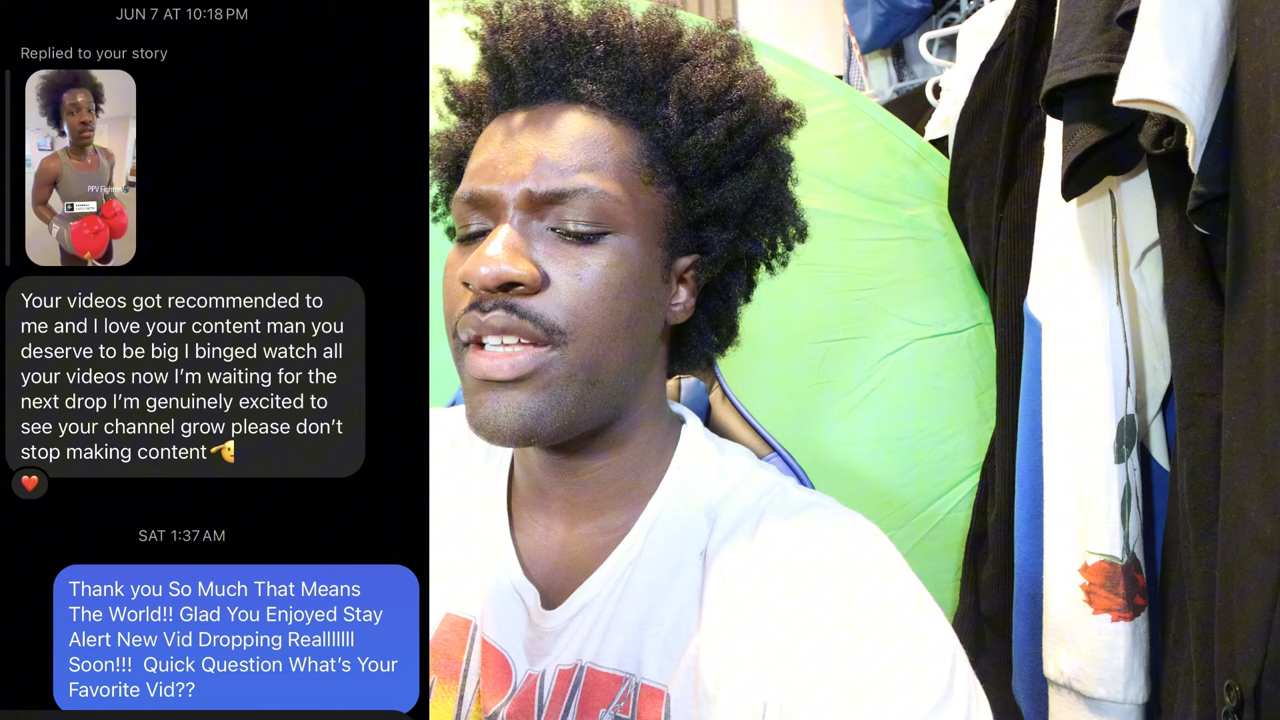 JUN 7 AT 10:18 PM
Replied to your story
PPV Fighter
Your videos got recommended to
me and I love your content man you
deserve to be big I binged watch all
your videos now I'm waiting for the
next drop I'm genuinely excited to
see your channel grow please don't
stop making content
SAT 1:37 AM
Thank you So Much That Means
The World!! Glad You Enjoyed Stay
Alert New Vid Dropping Realllllll
Soon!!!  Quick Question What's Your
Favorite Vid??